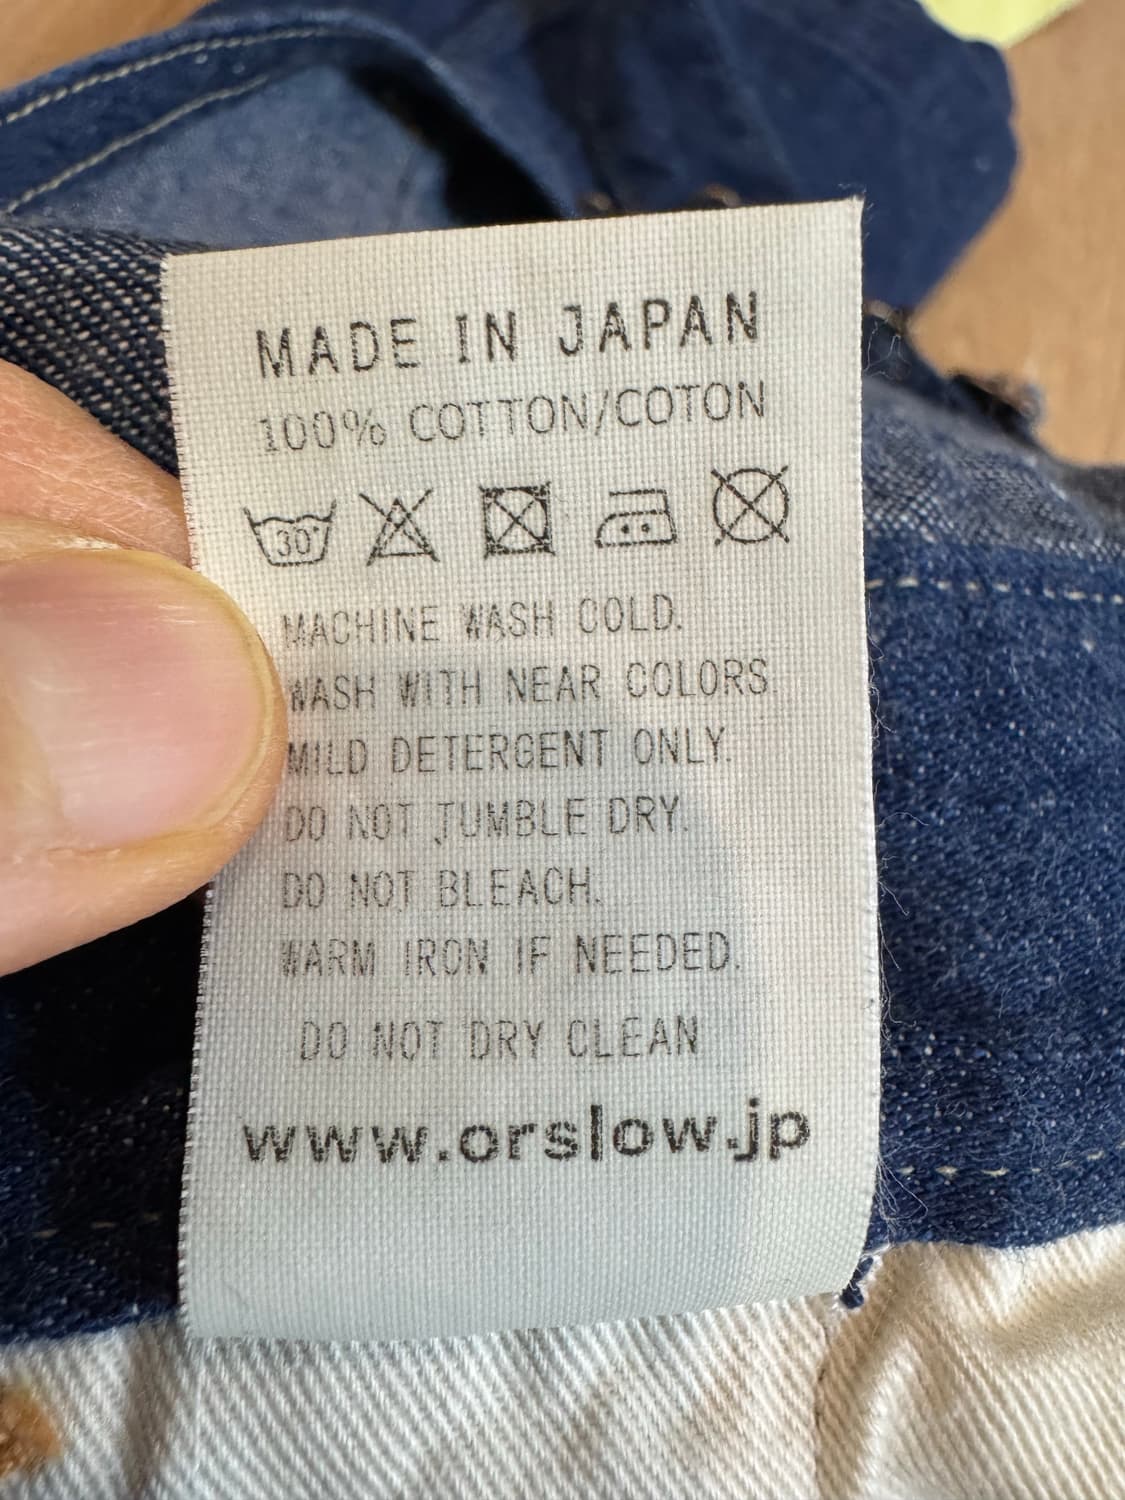 MADE IN JAPAN
100% COTTON/COTON
30°
MACHINE WASH COLD.
WASH WITH NEAR COLORS.
MILD DETERGENT ONLY.
DO NOT TUMBLE DRY.
DO NOT BLEACH.
WARM IRON IF NEEDED.
DO NOT DRY CLEAN
www.orslow.jp